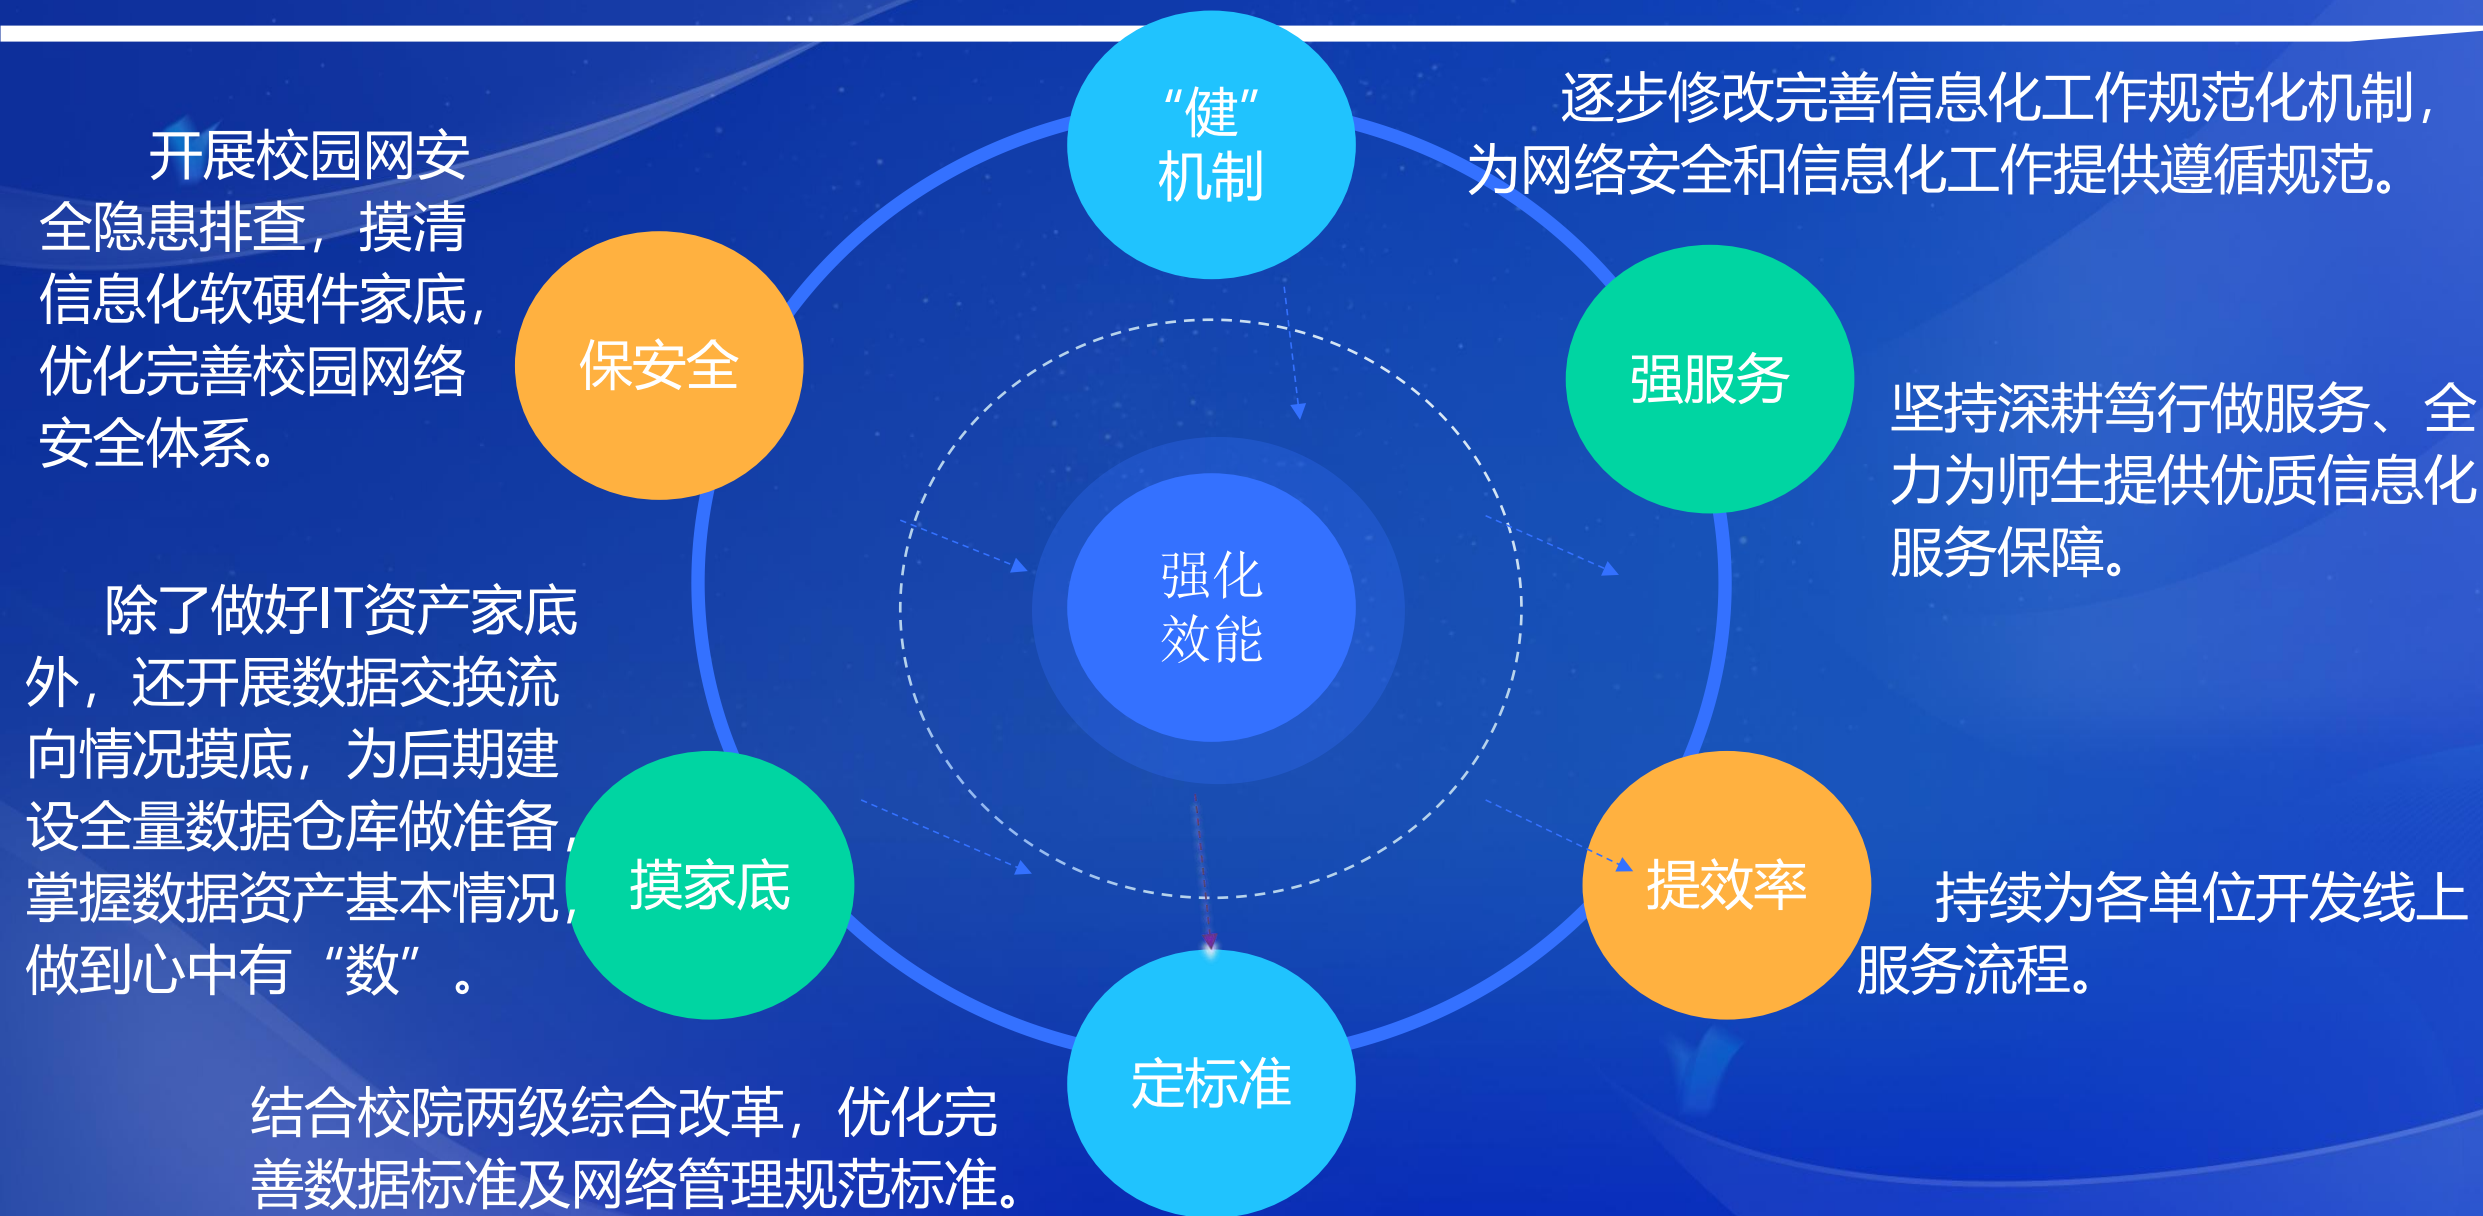 “健”
机制
逐步修改完善信息化工作规范化机制，
为网络安全和信息化工作提供遵循规范。
开展校园网安
全隐患排查，摸清
信息化软硬件家底，
优化完善校园网络
安全体系。
保安全
强服务
坚持深耕笃行做服务、全
力为师生提供优质信息化
服务保障。
强化
效能
除了做好IT资产家底
外，还开展数据交换流
向情况摸底，为后期建
设全量数据仓库做准备，
掌握数据资产基本情况，
做到心中有“数”。
摸家底
提效率
持续为各单位开发线上
服务流程。
定标准
结合校院两级综合改革，优化完
善数据标准及网络管理规范标准。